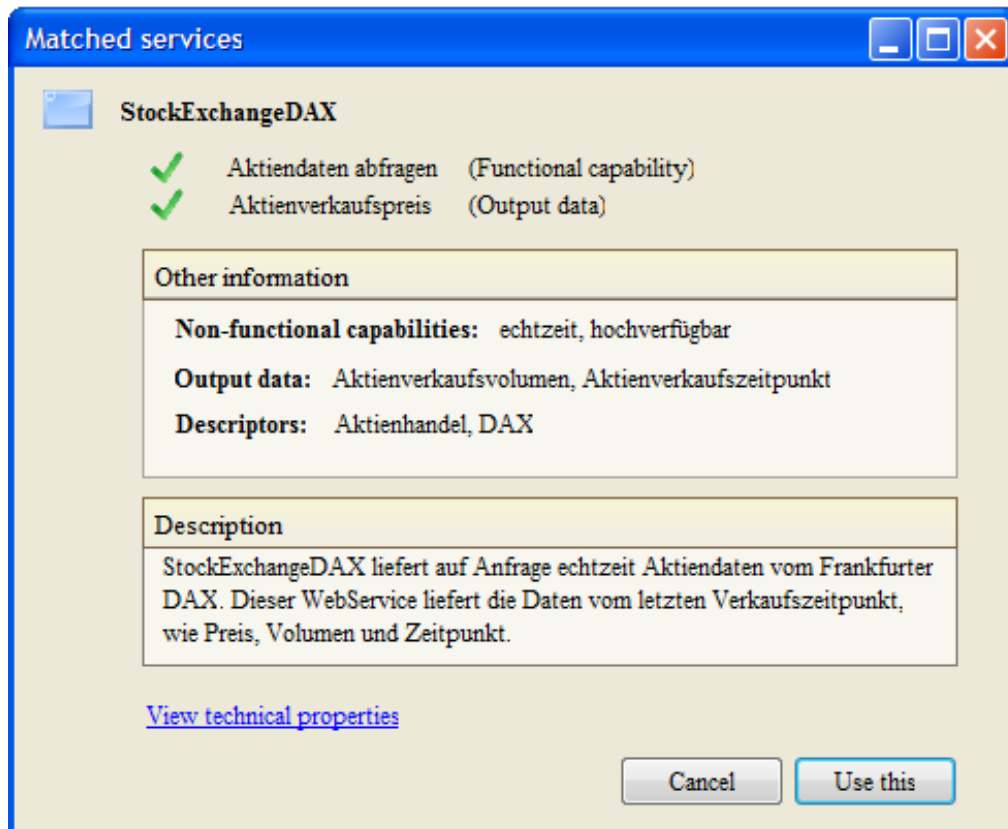 Matched services
StockExchangeDAX
Aktiendaten abfragen (Functional capability)
Aktienverkaufspreis (Output data)
Other information
Non-functional capabilities: echtzeit, hochverfügbar
Output data: Aktienverkaufsvolumen, Aktienverkaufszeitpunkt
Descriptors: Aktienhandel, DAX
Description
StockExchangeDAX liefert auf Anfrage echtzeit Aktiendaten vom Frankfurter
DAX. Dieser WebService liefert die Daten vom letzten Verkaufszeitpunkt,
wie Preis, Volumen und Zeitpunkt.
View technical properties
Cancel Use this